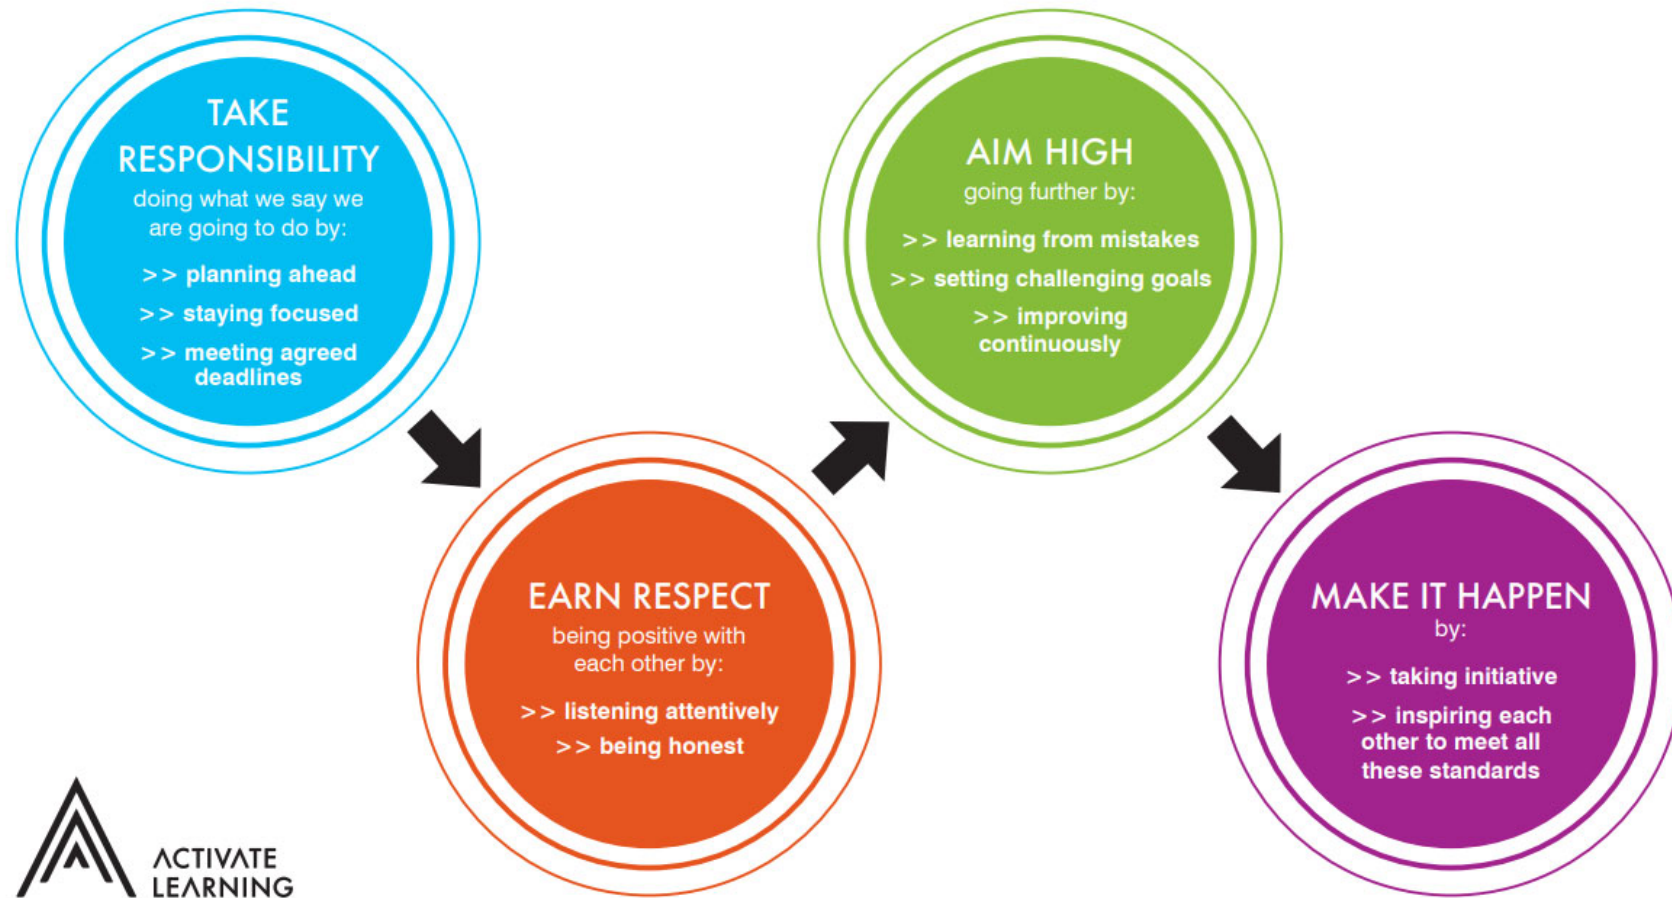 TAKE
RESPONSIBILITY
doing what we say we
are going to do by:
>> planning ahead
>> staying focused
>> meeting agreed
deadlines
EARN RESPECT
being positive with
each other by:
>> listening attentively
>> being honest
AIM HIGH
going further by:
>> learning from mistakes
>> setting challenging goals
>> improving
continuously
MAKE IT HAPPEN
by:
>> taking initiative
>> inspiring each
other to meet all
these standards
ACTIVATE
LEARNING